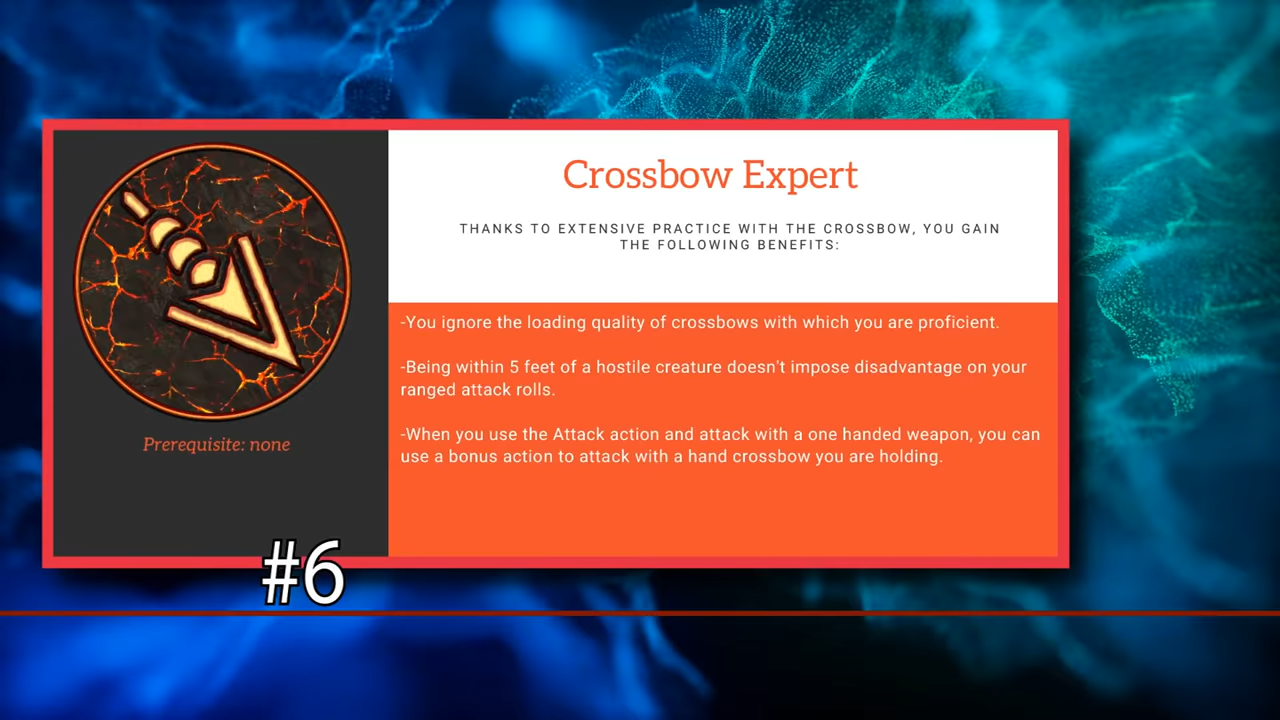 Crossbow Expert
THANKS TO EXTENSIVE PRACTICE WITH THE CROSSBOW, YOU GAIN
THE FOLLOWING BENEFITS:
-You ignore the loading quality of crossbows with which you are proficient.
-Being within 5 feet of a hostile creature doesn't impose disadvantage on your
ranged attack rolls.
-When you use the Attack action and attack with a one handed weapon, you can
use a bonus action to attack with a hand crossbow you are holding.
Prerequisite: none
#6